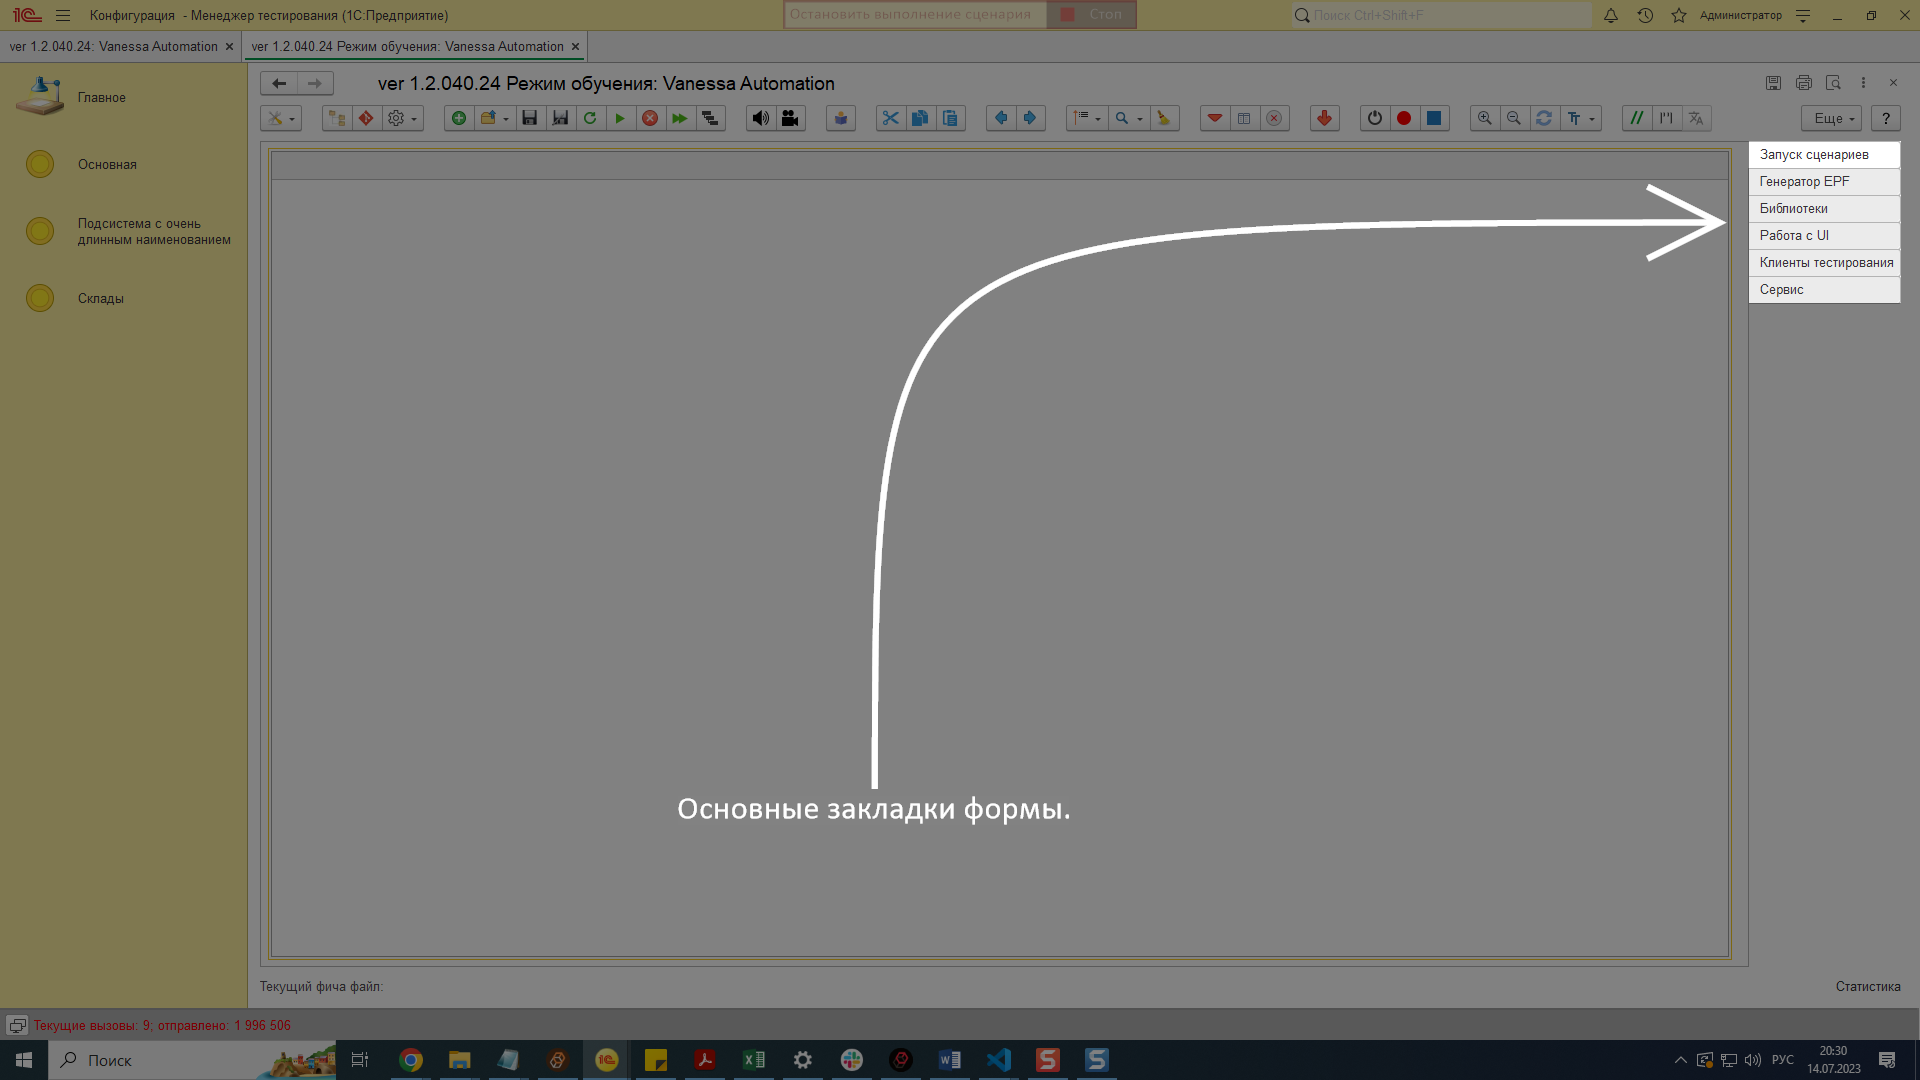 Конфигурация - Менеджер тестирования (1С:Предприятие)
Остановить выполнение сценария
Стоп
Поиск Ctrl+Shift+F
Администратор
ver 1.2.040.24: Vanessa Automation
ver 1.2.040.24 Режим обучения: Vanessa Automation
Главное
Основная
Подсистема с очень
длинным наименованием
Склады
ver 1.2.040.24 Режим обучения: Vanessa Automation
Еще
?
Запуск сценариев
Генератор EPF
Библиотеки
Работа с UI
Клиенты тестирования
Сервис
Основные закладки формы.
Текущий фича файл:
Статистика
Текущие вызовы: 9; отправлено: 1 996 506
Поиск
РУС
20:30
14.07.2023